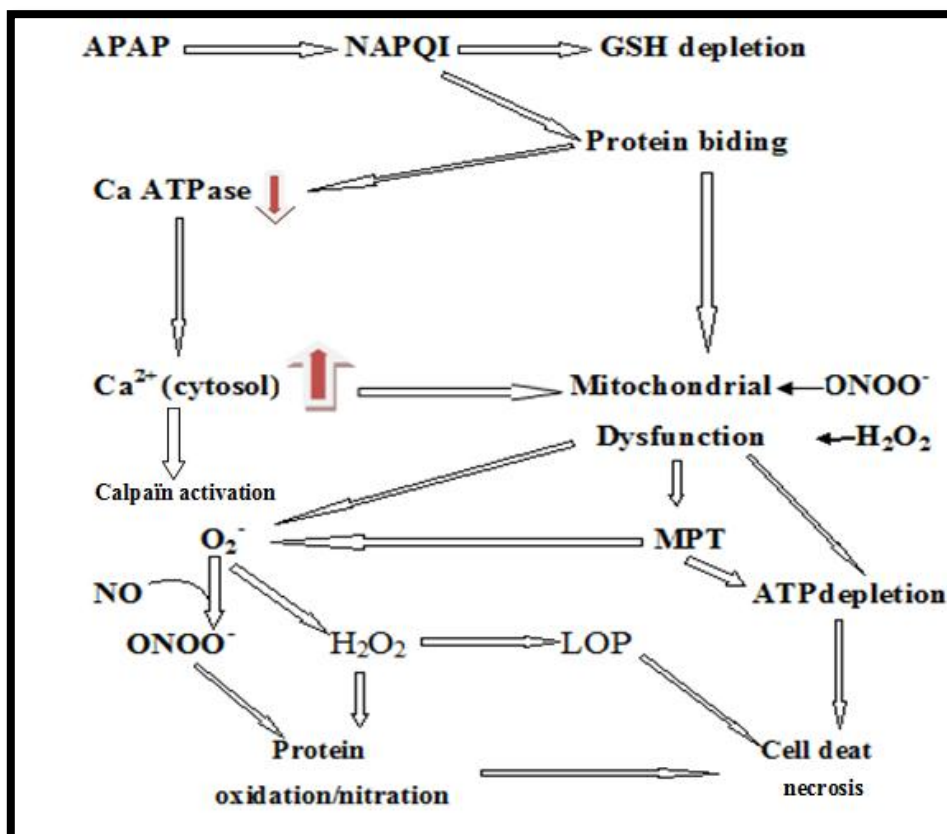 APAP NAPQI GSH depletion
Protein biding
Ca ATPase
Ca²⁺ (cytosol) Mitochondrial ONOO⁻
Dysfunction H₂O₂
Calpaïn activation
O₂⁻ MPT
NO ATPdepletion
ONOO⁻ H₂O₂ LOP
Protein Cell deat
oxidation/nitration necrosis